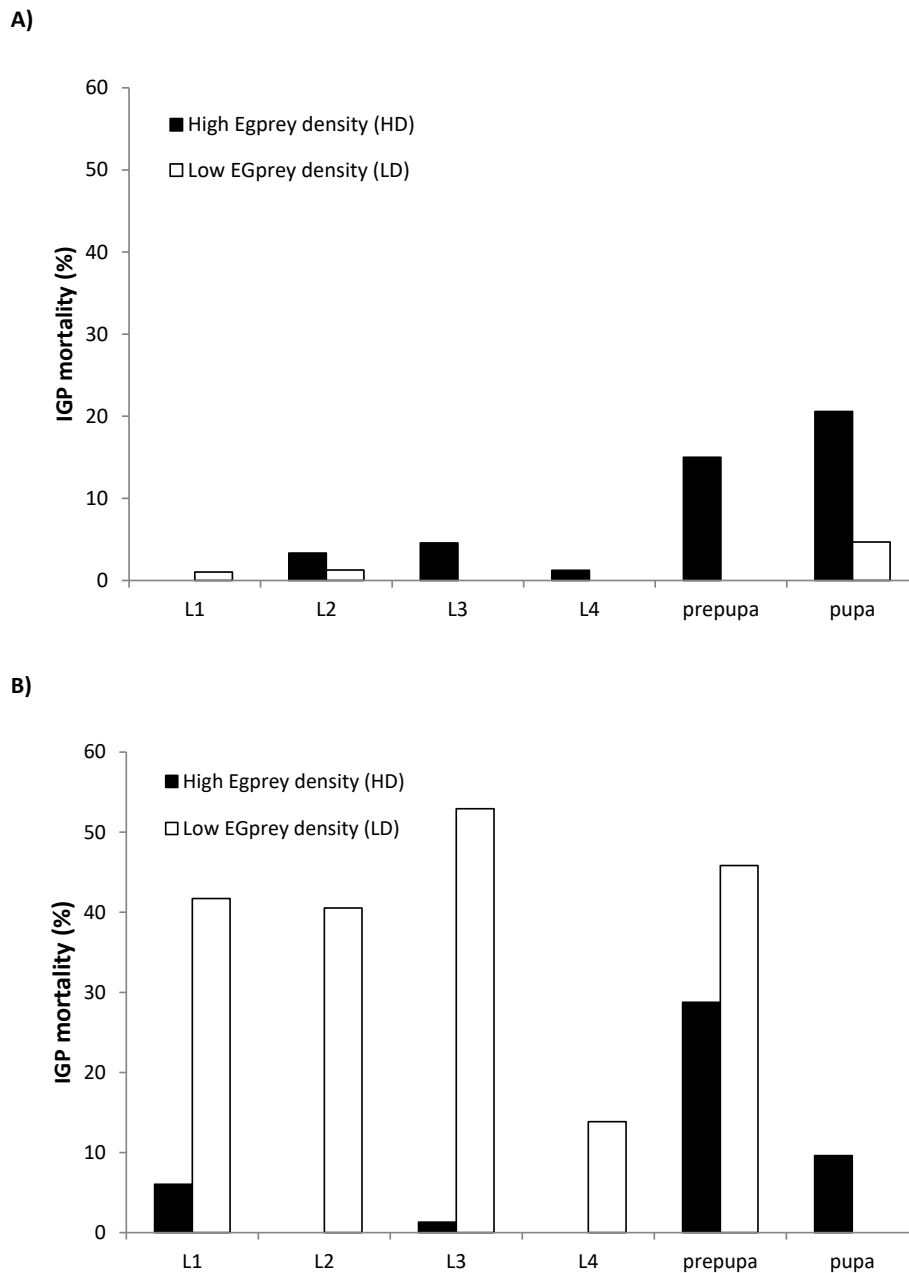 A)
60
50
40
30
20
10
0
IGP mortality (%)
High Egprey density (HD)
Low EGprey density (LD)
L1 L2 L3 L4 prepupa pupa
B)
60
50
40
30
20
10
0
IGP mortality (%)
High Egprey density (HD)
Low EGprey density (LD)
L1 L2 L3 L4 prepupa pupa